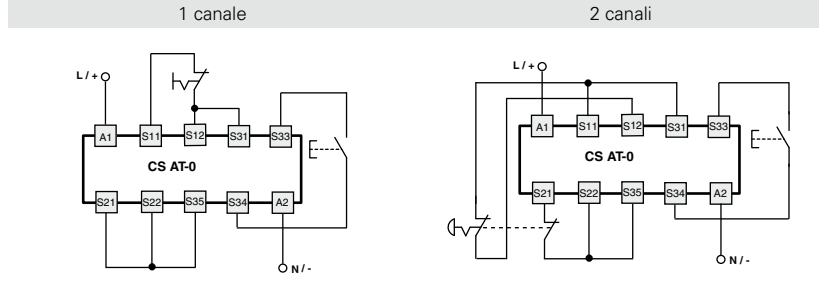 1 canale 2 canali
L / + L / +
A1 S11 S12 S31 S33 A1 S11 S12 S31 S33
CS AT-0 CS AT-0
S21 S22 S35 S34 A2 S21 S22 S35 S34 A2
N / - N / -